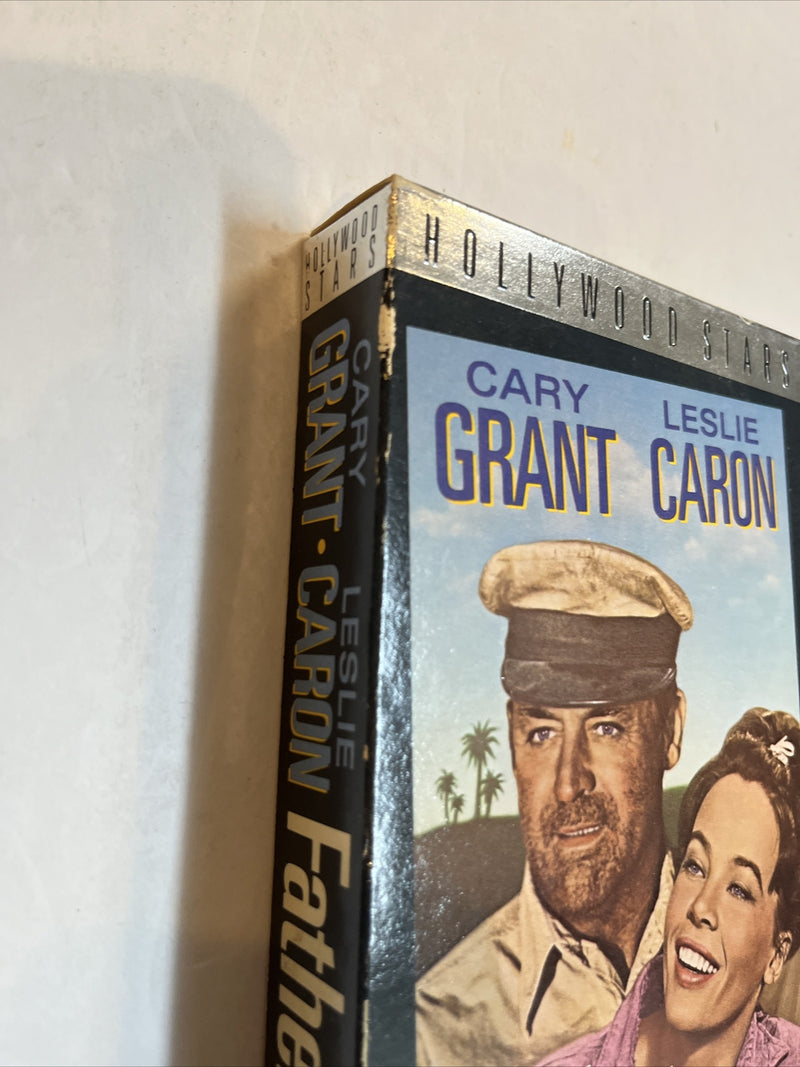 HOLLYWOOD
STARS
CARY
GRANT · CARON
LESLIE
Fathe
HOLLYWOOD STARS
CARY
GRANT
LESLIE
CARON